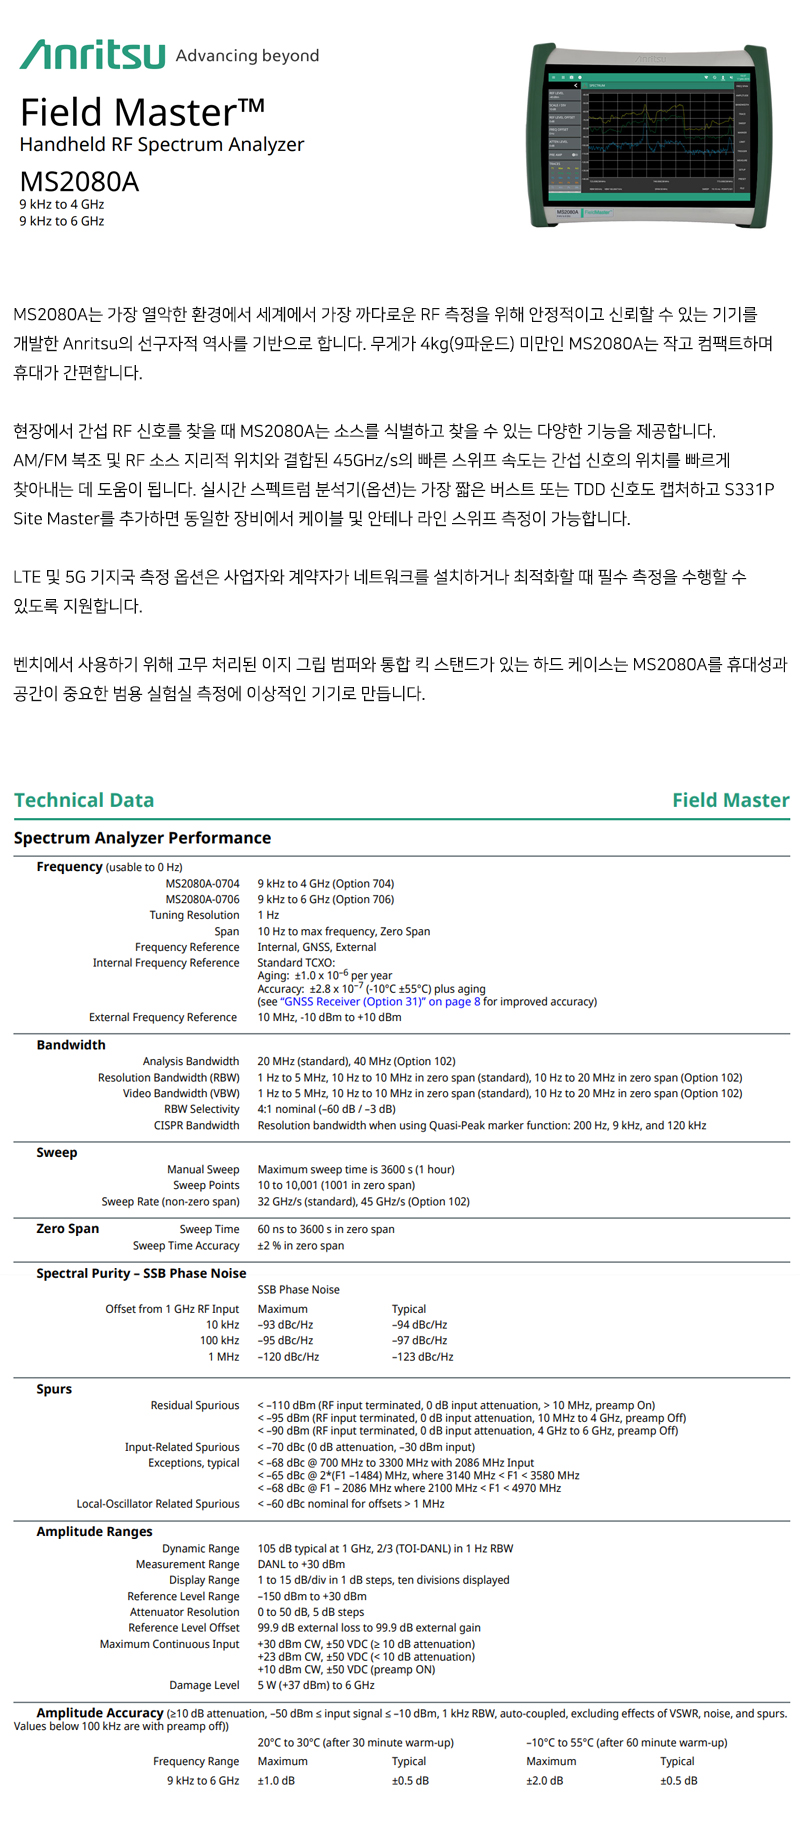 Anritsu Advancing beyond
Field Master™
Handheld RF Spectrum Analyzer
MS2080A
9 kHz to 4 GHz
9 kHz to 6 GHz
MS2080A
MS2080A는 가장 열악한 환경에서 세계에서 가장 까다로운 RF 측정을 위해 안정적이고 신뢰할 수 있는 기기를
개발한 Anritsu의 선구자적 역사를 기반으로 합니다. 무게가 4kg(9파운드) 미만인 MS2080A는 작고 컴팩트하며
휴대가 간편합니다.
현장에서 간섭 RF 신호를 찾을 때 MS2080A는 소스를 식별하고 찾을 수 있는 다양한 기능을 제공합니다.
AM/FM 복조 및 RF 소스 지리적 위치와 결합된 45GHz/s의 빠른 스위프 속도는 간섭 신호의 위치를 빠르게
찾아내는 데 도움이 됩니다. 실시간 스펙트럼 분석기(옵션)는 가장 짧은 버스트 또는 TDD 신호도 캡처하고 S331P
Site Master를 추가하면 동일한 장비에서 케이블 및 안테나 라인 스위프 측정이 가능합니다.
LTE 및 5G 기지국 측정 옵션은 사업자와 계약자가 네트워크를 설치하거나 최적화할 때 필수 측정을 수행할 수
있도록 지원합니다.
벤치에서 사용하기 위해 고무 처리된 이지 그립 범퍼와 통합 킥 스탠드가 있는 하드 케이스는 MS2080A를 휴대성과
공간이 중요한 범용 실험실 측정에 이상적인 기기로 만듭니다.
Technical Data Field Master
Spectrum Analyzer Performance
Frequency (usable to 0 Hz)
MS2080A-0704 9 kHz to 4 GHz (Option 704)
MS2080A-0706 9 kHz to 6 GHz (Option 706)
Tuning Resolution 1 Hz
Span 10 Hz to max frequency, Zero Span
Frequency Reference Internal, GNSS, External
Internal Frequency Reference Standard TCXO:
Aging: ±1.0 x 10⁻⁶ per year
Accuracy: ±2.8 x 10⁻⁷ (-10°C ±55°C) plus aging
(see “GNSS Receiver (Option 31)” on page 8 for improved accuracy)
External Frequency Reference 10 MHz, -10 dBm to +10 dBm
Bandwidth
Analysis Bandwidth 20 MHz (standard), 40 MHz (Option 102)
Resolution Bandwidth (RBW) 1 Hz to 5 MHz, 10 Hz to 10 MHz in zero span (standard), 10 Hz to 20 MHz in zero span (Option 102)
Video Bandwidth (VBW) 1 Hz to 5 MHz, 10 Hz to 10 MHz in zero span (standard), 10 Hz to 20 MHz in zero span (Option 102)
RBW Selectivity 4:1 nominal (–60 dB / –3 dB)
CISPR Bandwidth Resolution bandwidth when using Quasi-Peak marker function: 200 Hz, 9 kHz, and 120 kHz
Sweep
Manual Sweep Maximum sweep time is 3600 s (1 hour)
Sweep Points 10 to 10,001 (1001 in zero span)
Sweep Rate (non-zero span) 32 GHz/s (standard), 45 GHz/s (Option 102)
Zero Span Sweep Time 60 ns to 3600 s in zero span
Sweep Time Accuracy ±2 % in zero span
Spectral Purity – SSB Phase Noise
SSB Phase Noise
Offset from 1 GHz RF Input Maximum Typical
10 kHz –93 dBc/Hz –94 dBc/Hz
100 kHz –95 dBc/Hz –97 dBc/Hz
1 MHz –120 dBc/Hz –123 dBc/Hz
Spurs
Residual Spurious < –110 dBm (RF input terminated, 0 dB input attenuation, > 10 MHz, preamp On)
< –95 dBm (RF input terminated, 0 dB input attenuation, 10 MHz to 4 GHz, preamp Off)
< –90 dBm (RF input terminated, 0 dB input attenuation, 4 GHz to 6 GHz, preamp Off)
Input-Related Spurious < –70 dBc (0 dB attenuation, –30 dBm input)
Exceptions, typical < –68 dBc @ 700 MHz to 3300 MHz with 2086 MHz Input
< –65 dBc @ 2*(F1 –1484) MHz, where 3140 MHz < F1 < 3580 MHz
< –68 dBc @ F1 – 2086 MHz where 2100 MHz < F1 < 4970 MHz
Local-Oscillator Related Spurious < –60 dBc nominal for offsets > 1 MHz
Amplitude Ranges
Dynamic Range 105 dB typical at 1 GHz, 2/3 (TOI-DANL) in 1 Hz RBW
Measurement Range DANL to +30 dBm
Display Range 1 to 15 dB/div in 1 dB steps, ten divisions displayed
Reference Level Range –150 dBm to +30 dBm
Attenuator Resolution 0 to 50 dB, 5 dB steps
Reference Level Offset 99.9 dB external loss to 99.9 dB external gain
Maximum Continuous Input +30 dBm CW, ±50 VDC (≥ 10 dB attenuation)
+23 dBm CW, ±50 VDC (< 10 dB attenuation)
+10 dBm CW, ±50 VDC (preamp ON)
Damage Level 5 W (+37 dBm) to 6 GHz
Amplitude Accuracy (≥10 dB attenuation, –50 dBm ≤ input signal ≤ –10 dBm, 1 kHz RBW, auto-coupled, excluding effects of VSWR, noise, and spurs.
Values below 100 kHz are with preamp off))
20°C to 30°C (after 30 minute warm-up) –10°C to 55°C (after 60 minute warm-up)
Frequency Range Maximum Typical Maximum Typical
9 kHz to 6 GHz ±1.0 dB ±0.5 dB ±2.0 dB ±0.5 dB